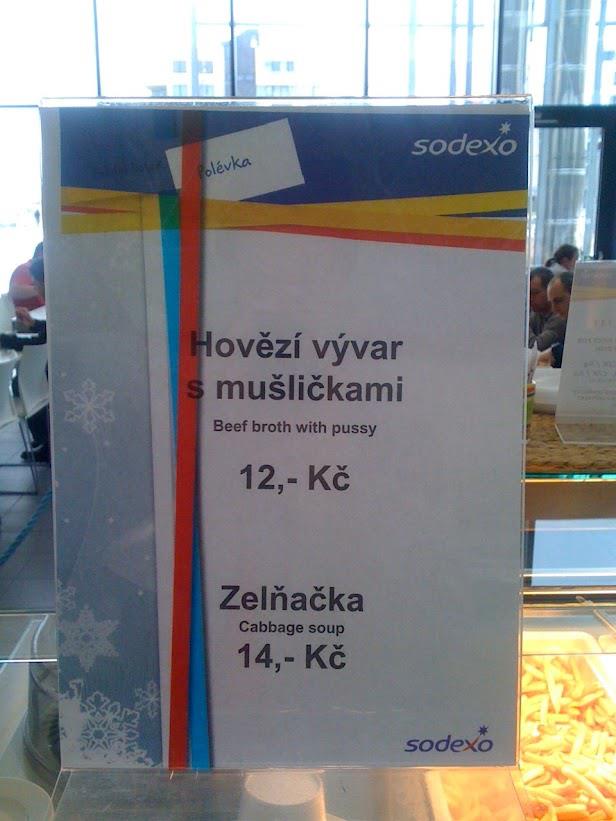 sodexo
Polévka
Hovězí vývar
s mušličkami
Beef broth with pussy
12,- Kč
Zelňačka
Cabbage soup
14,- Kč
sodexo